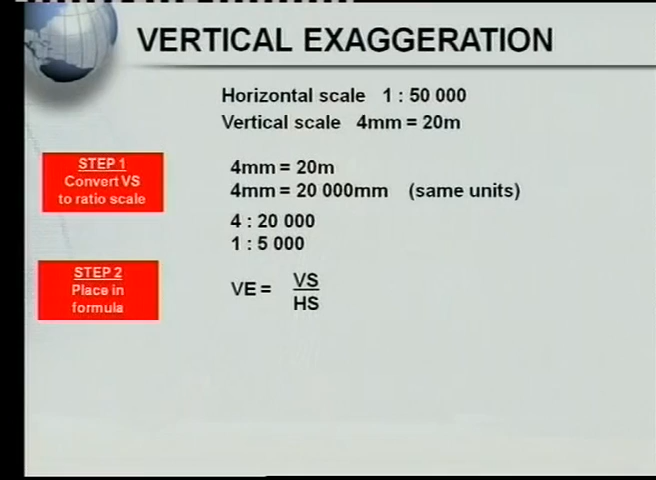 VERTICAL EXAGGERATION
Horizontal scale 1 : 50 000
Vertical scale 4mm = 20m
STEP 1
Convert VS
to ratio scale
4mm = 20m
4mm = 20 000mm (same units)
4 : 20 000
1 : 5 000
STEP 2
Place in
formula
VE = VS
HS